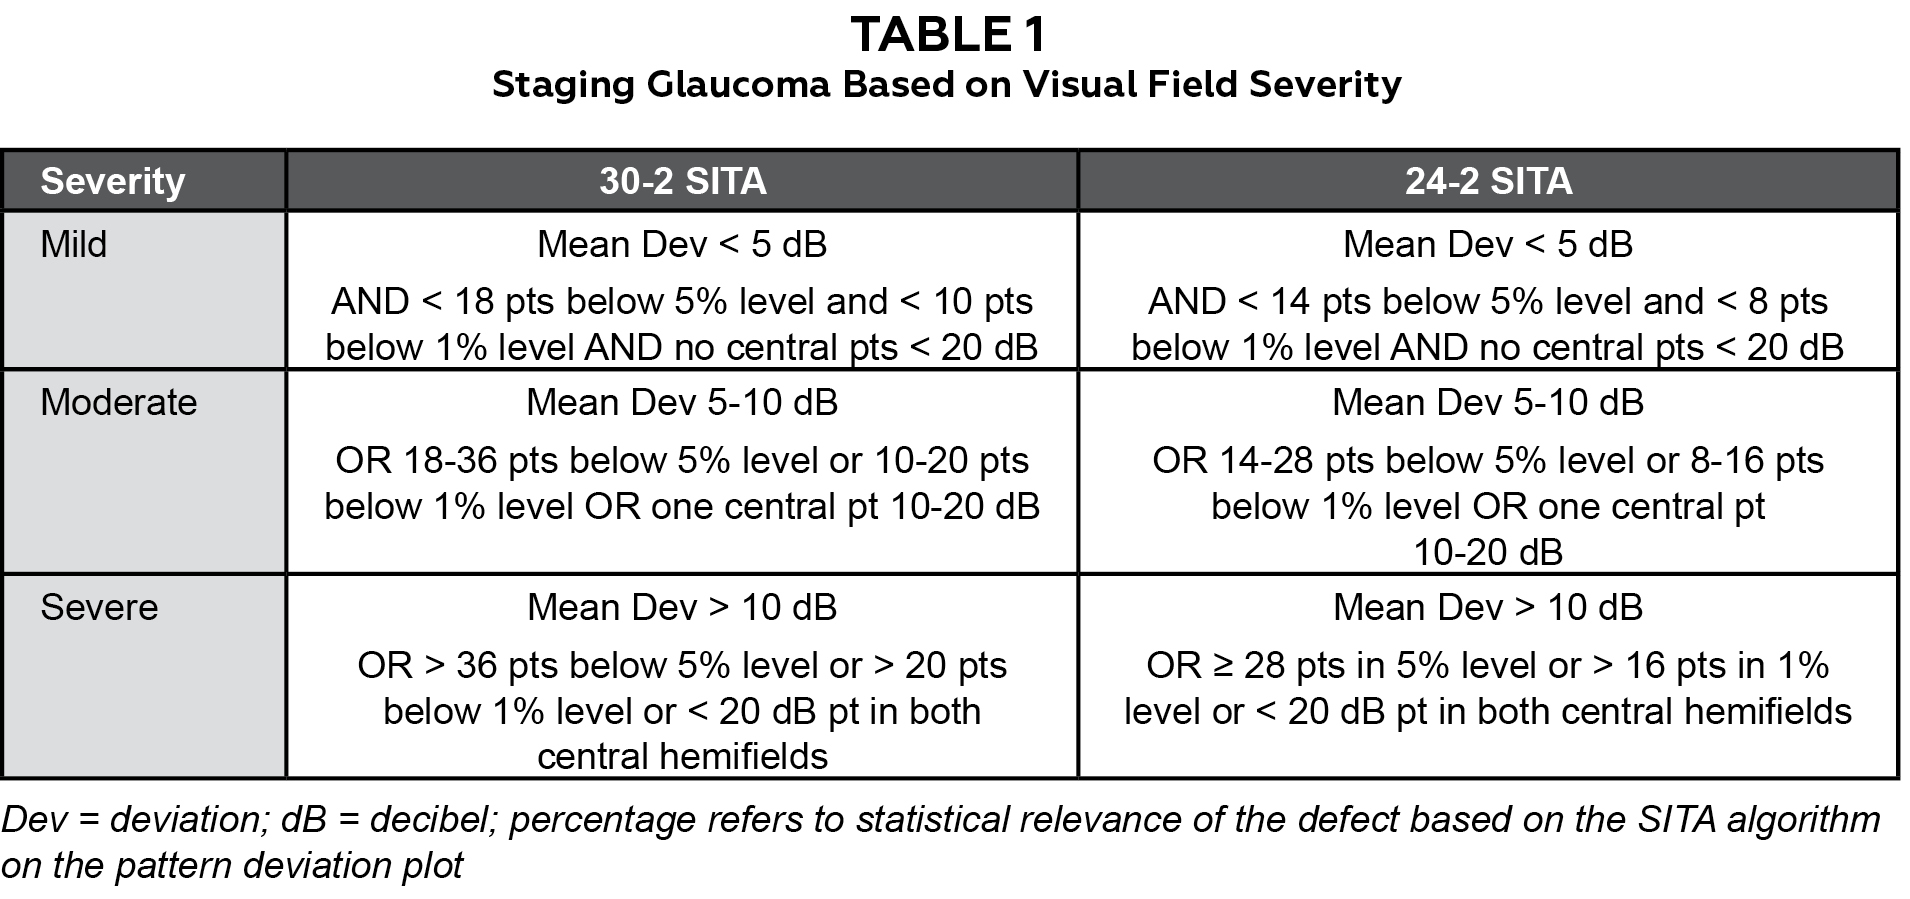 TABLE 1
Staging Glaucoma Based on Visual Field Severity
Severity
30-2 SITA
24-2 SITA
Mild
Mean Dev < 5 dB
AND < 18 pts below 5% level and < 10 pts
below 1% level AND no central pts < 20 dB
Mean Dev < 5 dB
AND < 14 pts below 5% level and < 8 pts
below 1% level AND no central pts < 20 dB
Moderate
Mean Dev 5-10 dB
OR 18-36 pts below 5% level or 10-20 pts
below 1% level OR one central pt 10-20 dB
Mean Dev 5-10 dB
OR 14-28 pts below 5% level or 8-16 pts
below 1% level OR one central pt
10-20 dB
Severe
Mean Dev > 10 dB
OR > 36 pts below 5% level or > 20 pts
below 1% level or < 20 dB pt in both
central hemifields
Mean Dev > 10 dB
OR ≥ 28 pts in 5% level or > 16 pts in 1%
level or < 20 dB pt in both central hemifields
Dev = deviation; dB = decibel; percentage refers to statistical relevance of the defect based on the SITA algorithm
on the pattern deviation plot